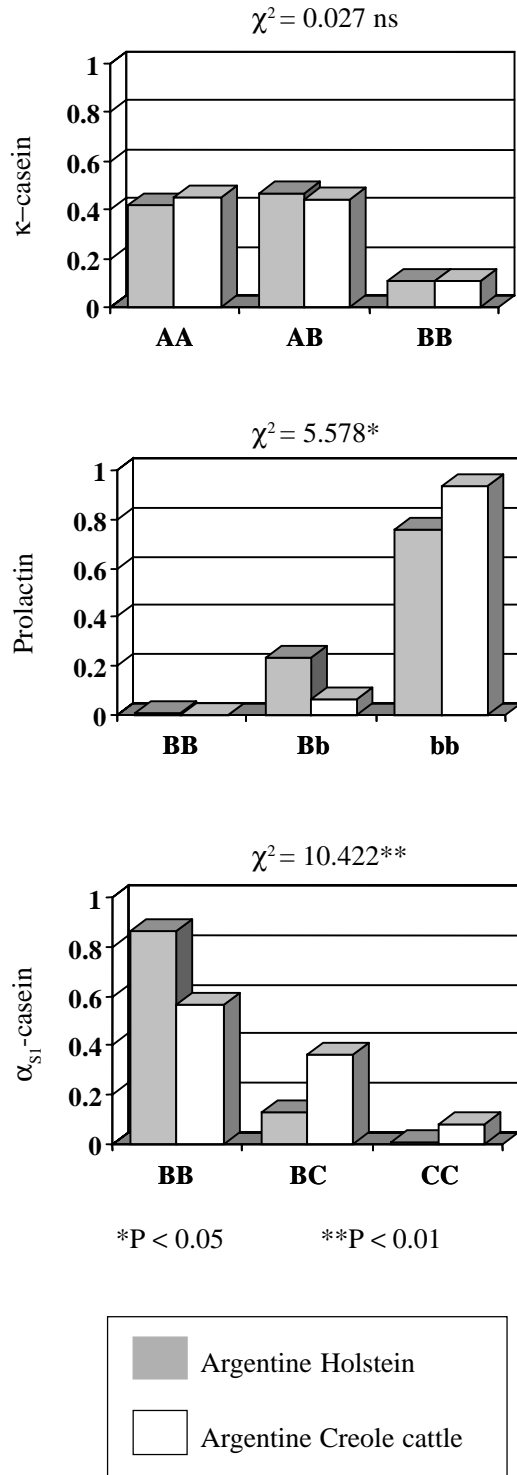 χ² = 0.027 ns
κ–casein
1
0.8
0.6
0.4
0.2
0
AA AB BB
χ² = 5.578*
Prolactin
1
0.8
0.6
0.4
0.2
0
BB Bb bb
χ² = 10.422**
α_S1-casein
1
0.8
0.6
0.4
0.2
0
BB BC CC
*P < 0.05 **P < 0.01
Argentine Holstein
Argentine Creole cattle